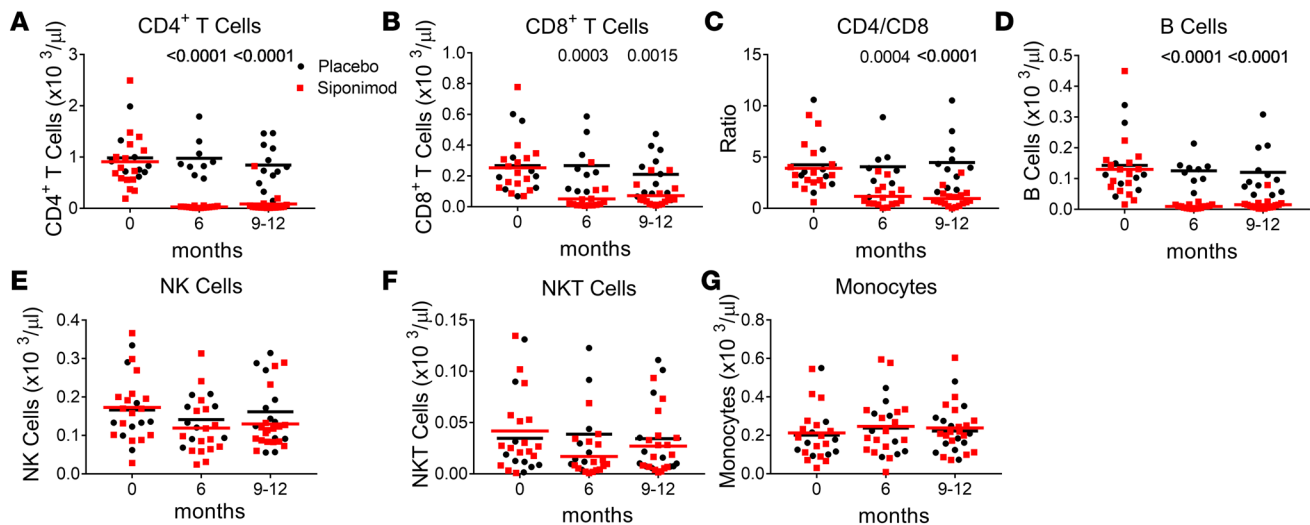 A
CD4⁺ T Cells
<0.0001 <0.0001
Placebo
Siponimod
CD4⁺ T Cells (x10 ³/µl)
3
2
1
0
0 6 9-12
months
B
CD8⁺ T Cells
0.0003 0.0015
CD8⁺ T Cells (x10 ³/µl)
1.0
0.8
0.6
0.4
0.2
0.0
0 6 9-12
months
C
CD4/CD8
0.0004 <0.0001
Ratio
15
10
5
0
0 6 9-12
months
D
B Cells
<0.0001 <0.0001
B Cells (x10 ³/µl)
0.5
0.4
0.3
0.2
0.1
0.0
0 6 9-12
months
E
NK Cells
NK Cells (x10 ³/µl)
0.4
0.3
0.2
0.1
0.0
0 6 9-12
months
F
NKT Cells
NKT Cells (x10 ³/µl)
0.15
0.10
0.05
0.00
0 6 9-12
months
G
Monocytes
Monocytes (x10 ³/µl)
0.8
0.6
0.4
0.2
0.0
0 6 9-12
months